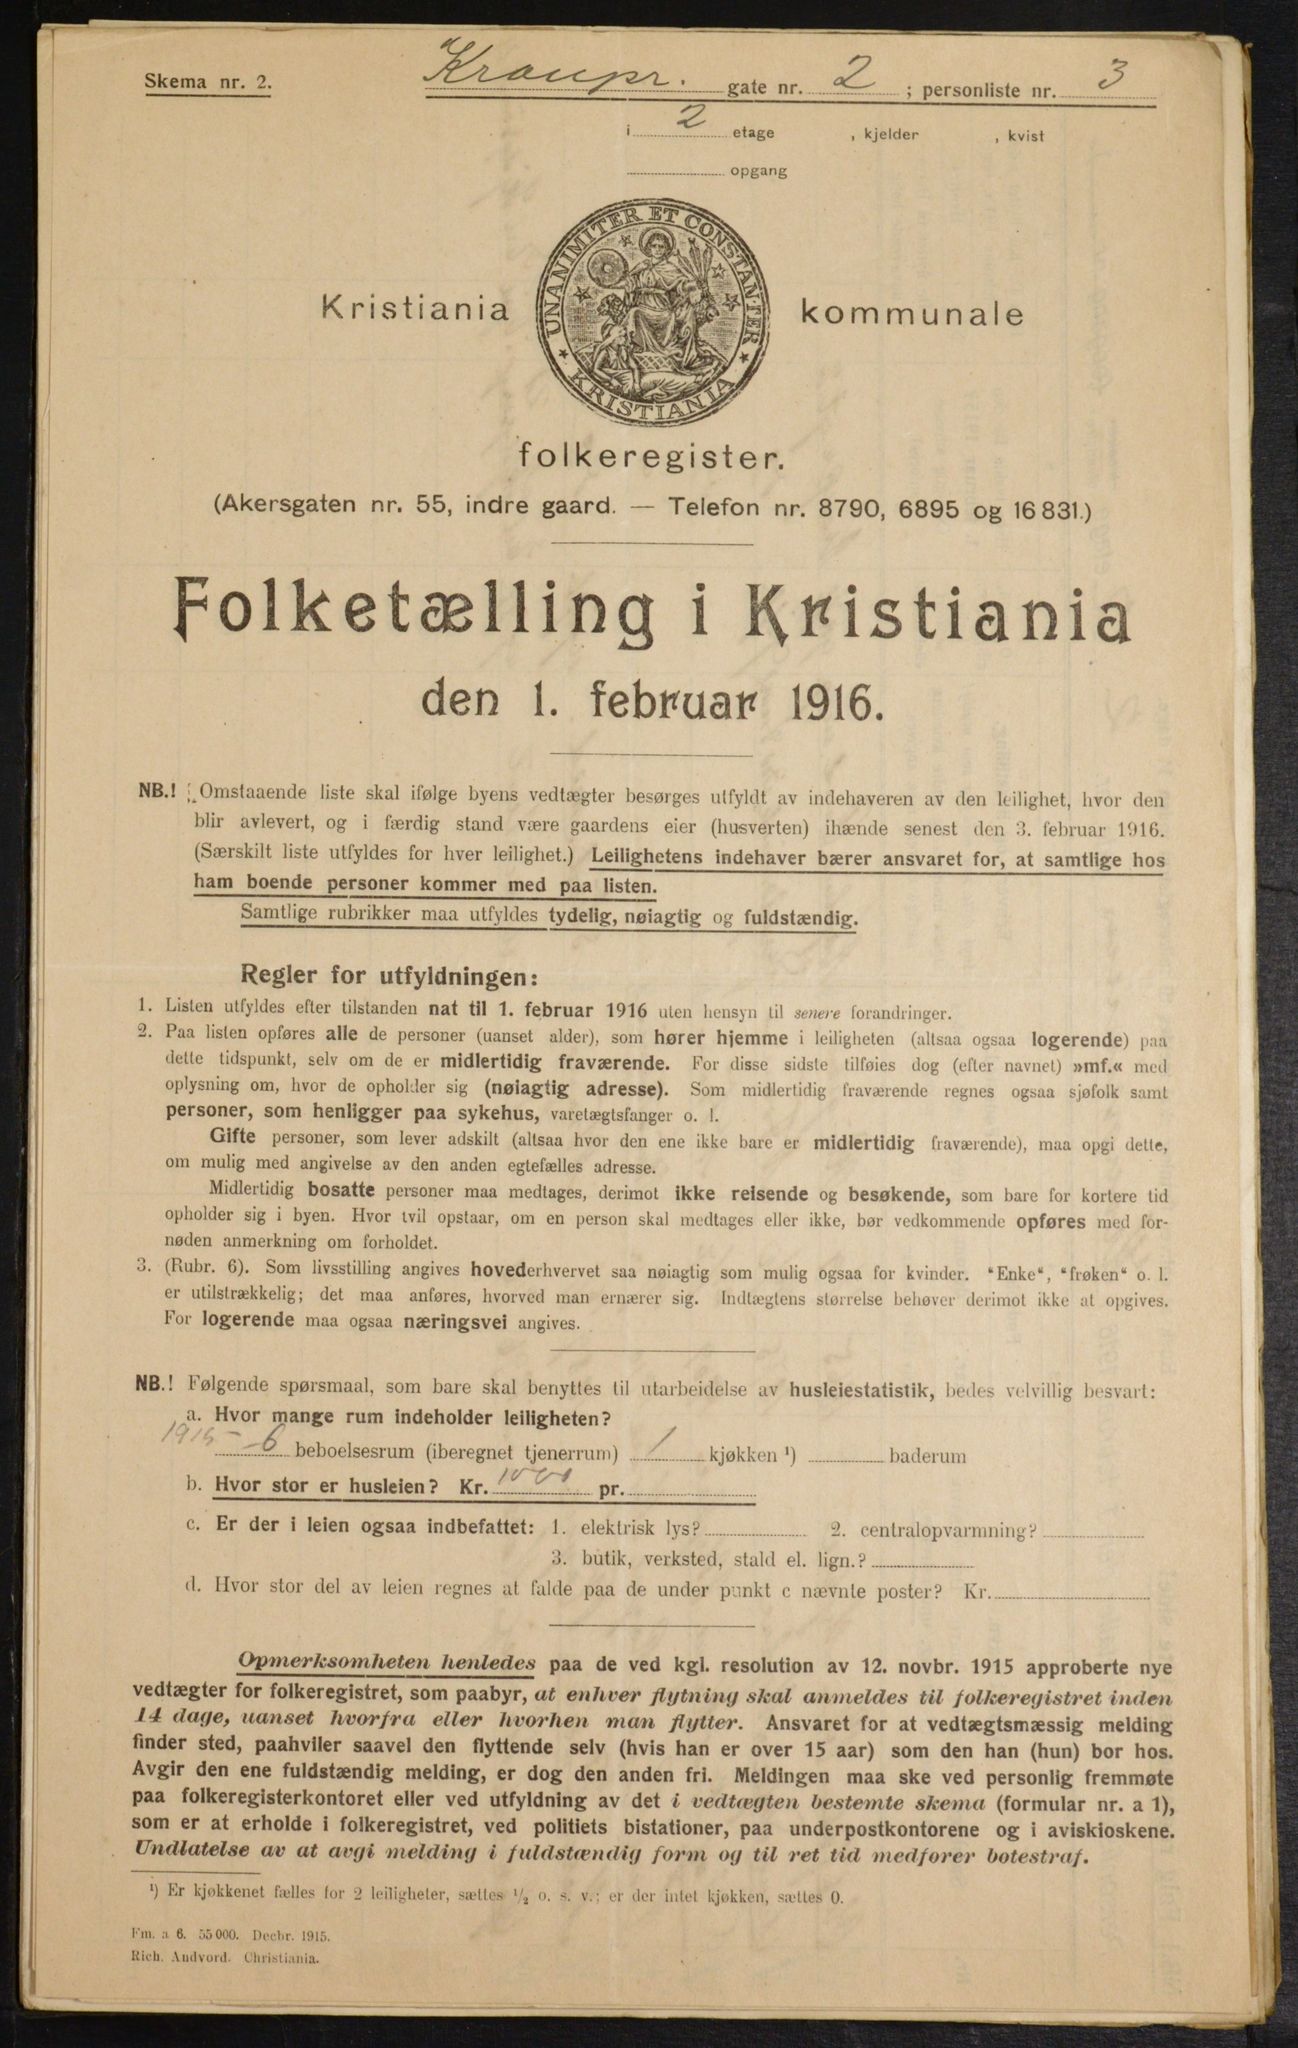 Skema nr. 2.
Kronpr. gate nr. 2 ; personliste nr. 3
i 2 etage , kjelder , kvist
opgang
UNANIMITER ET CONSTANTER
KRISTIANIA
Kristiania kommunale
folkeregister.
(Akersgaten nr. 55, indre gaard. — Telefon nr. 8790, 6895 og 16 831.)
Folketælling i Kristiania
den 1. februar 1916.
NB.! Omstaaende liste skal ifølge byens vedtægter besørges utfyldt av indehaveren av den leilighet, hvor den
blir avlevert, og i færdig stand være gaardens eier (husverten) ihænde senest den 3. februar 1916.
(Særskilt liste utfyldes for hver leilighet.) Leilighetens indehaver bærer ansvaret for, at samtlige hos
ham boende personer kommer med paa listen.
Samtlige rubrikker maa utfyldes tydelig, nøiagtig og fuldstændig.
Regler for utfyldningen:
1. Listen utfyldes efter tilstanden nat til 1. februar 1916 uten hensyn til senere forandringer.
2. Paa listen opføres alle de personer (uanset alder), som hører hjemme i leiligheten (altsaa ogsaa logerende) paa
dette tidspunkt, selv om de er midlertidig fraværende. For disse sidste tilføies dog (efter navnet) »mf.« med
oplysning om, hvor de opholder sig (nøiagtig adresse). Som midlertidig fraværende regnes ogsaa sjøfolk samt
personer, som henligger paa sykehus, varetægtsfanger o. l.
Gifte personer, som lever adskilt (altsaa hvor den ene ikke bare er midlertidig fraværende), maa opgi dette,
om mulig med angivelse av den anden egtefælles adresse.
Midlertidig bosatte personer maa medtages, derimot ikke reisende og besøkende, som bare for kortere tid
opholder sig i byen. Hvor tvil opstaar, om en person skal medtages eller ikke, bør vedkommende opføres med for-
nøden anmerkning om forholdet.
3. (Rubr. 6). Som livsstilling angives hovederhvervet saa nøiagtig som mulig ogsaa for kvinder. "Enke", "frøken" o. l.
er utilstrækkelig; det maa anføres, hvorved man ernærer sig. Indtægtens størrelse behøver derimot ikke at opgives.
For logerende maa ogsaa næringsvei angives.
NB.! Følgende spørsmaal, som bare skal benyttes til utarbeidelse av husleiestatistik, bedes velvillig besvart:
a. Hvor mange rum indeholder leiligheten?
1915 - 6 beboelsesrum (iberegnet tjenerrum) 1 kjøkken ¹) baderum
b. Hvor stor er husleien? Kr. 1000 pr.
c. Er der i leien ogsaa indbefattet: 1. elektrisk lys? 2. centralopvarmning?
3. butik, verksted, stald el. lign.?
d. Hvor stor del av leien regnes at falde paa de under punkt c nævnte poster? Kr.
Opmerksomheten henledes paa de ved kgl. resolution av 12. novbr. 1915 approberte nye
vedtægter for folkeregistret, som paabyr, at enhver flytning skal anmeldes til folkeregistret inden
14 dage, uanset hvorfra eller hvorhen man flytter. Ansvaret for at vedtægtsmæssig melding
finder sted, paahviler saavel den flyttende selv (hvis han er over 15 aar) som den han (hun) bor hos.
Avgir den ene fuldstændig melding, er dog den anden fri. Meldingen maa ske ved personlig fremmøte
paa folkeregisterkontoret eller ved utfyldning av det i vedtægten bestemte skema (formular nr. a 1),
som er at erholde i folkeregistret, ved politiets bistationer, paa underpostkontorene og i aviskioskene.
Undlatelse av at avgi melding i fuldstændig form og til ret tid medfører botestraf.
¹) Er kjøkkenet fælles for 2 leiligheter, sættes ½ o. s. v.; er der intet kjøkken, sættes 0.
Fm. a 6. 55 000. Decbr. 1915.
Rich. Andvord. Christiania.